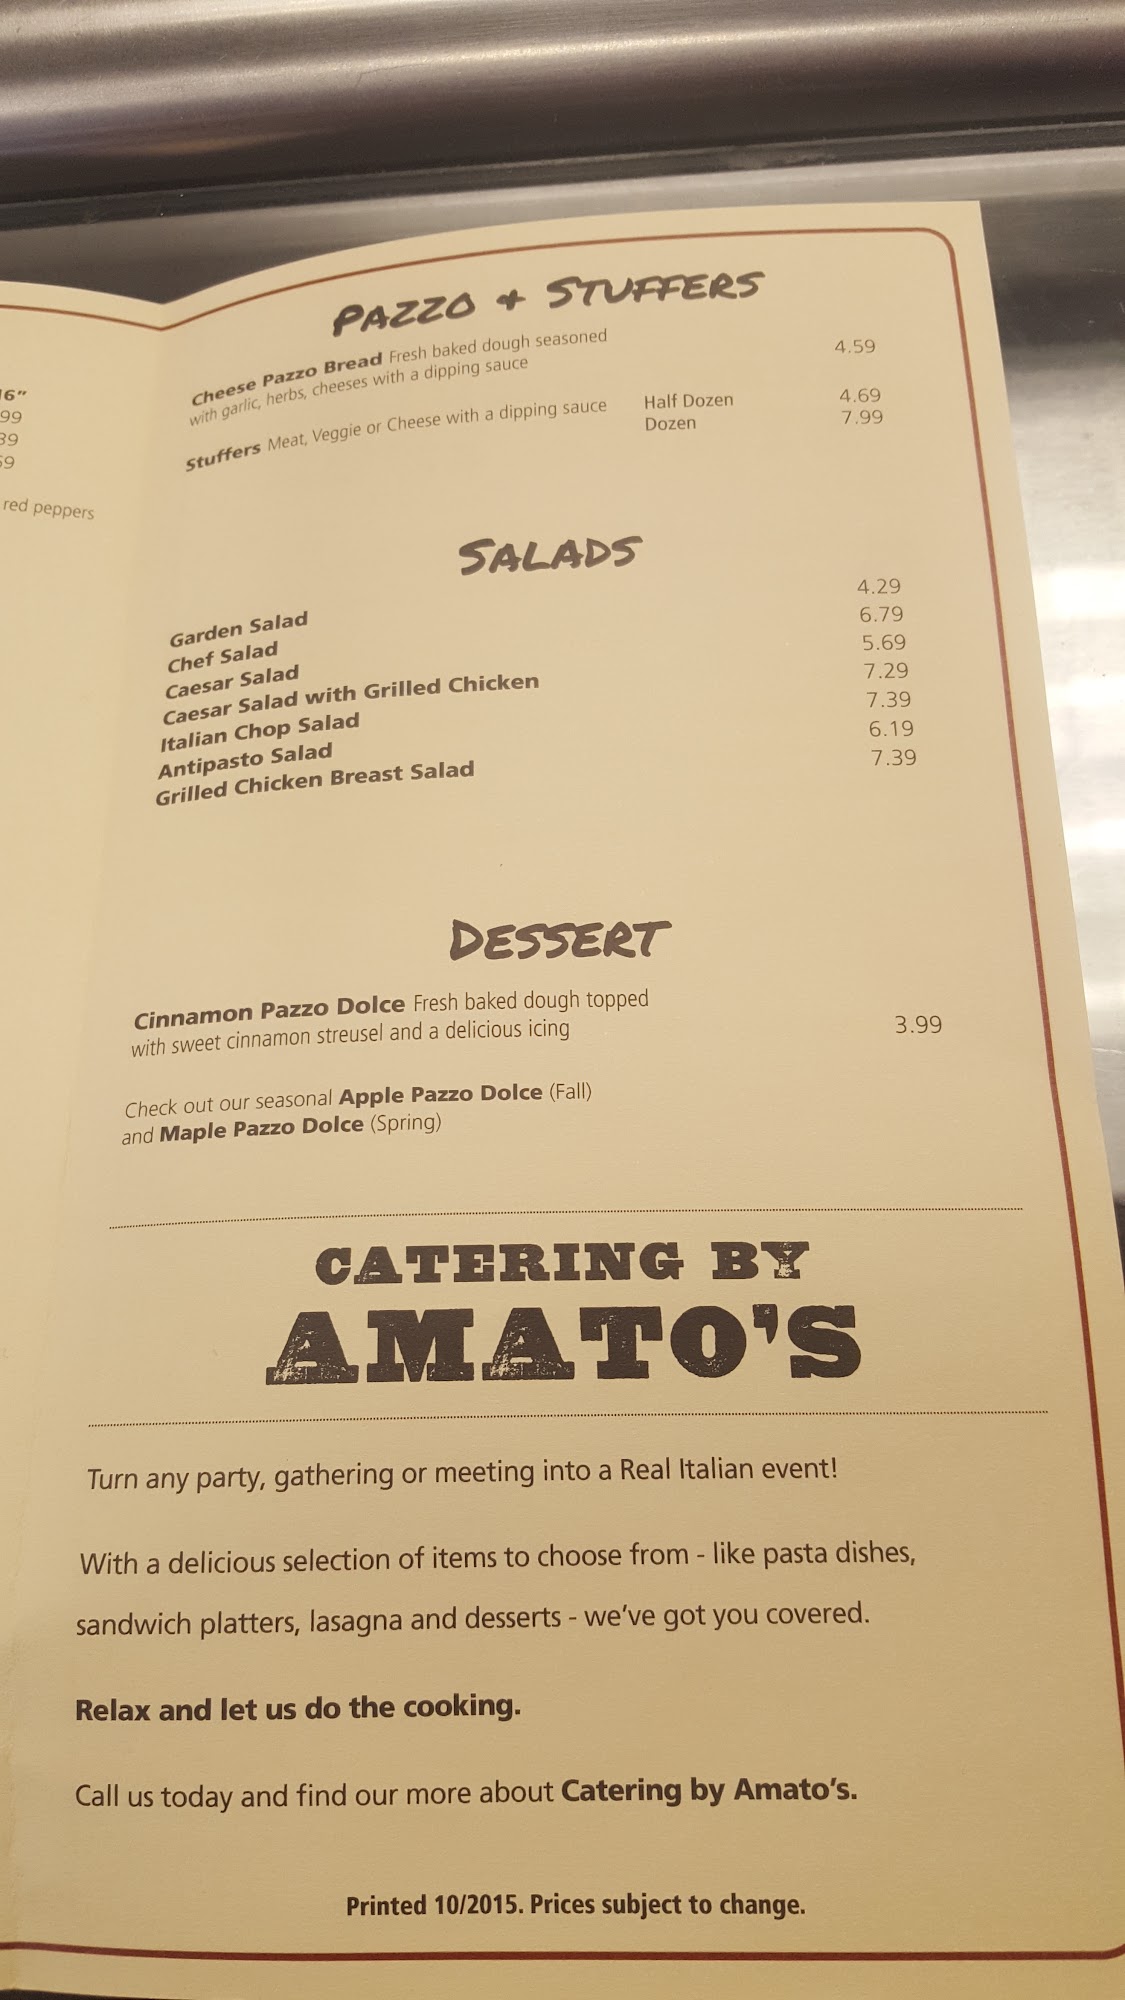 16"
99
39
59
red peppers
PAZZO & STUFFERS
Cheese Pazzo Bread Fresh baked dough seasoned
with garlic, herbs, cheeses with a dipping sauce 4.59
Stuffers Meat, Veggie or Cheese with a dipping sauce Half Dozen 4.69
Dozen 7.99
SALADS
Garden Salad 4.29
Chef Salad 6.79
Caesar Salad 5.69
Caesar Salad with Grilled Chicken 7.29
Italian Chop Salad 7.39
Antipasto Salad 6.19
Grilled Chicken Breast Salad 7.39
DESSERT
Cinnamon Pazzo Dolce Fresh baked dough topped
with sweet cinnamon streusel and a delicious icing 3.99
Check out our seasonal Apple Pazzo Dolce (Fall)
and Maple Pazzo Dolce (Spring)
CATERING BY
AMATO'S
Turn any party, gathering or meeting into a Real Italian event!
With a delicious selection of items to choose from - like pasta dishes,
sandwich platters, lasagna and desserts - we've got you covered.
Relax and let us do the cooking.
Call us today and find our more about Catering by Amato's.
Printed 10/2015. Prices subject to change.